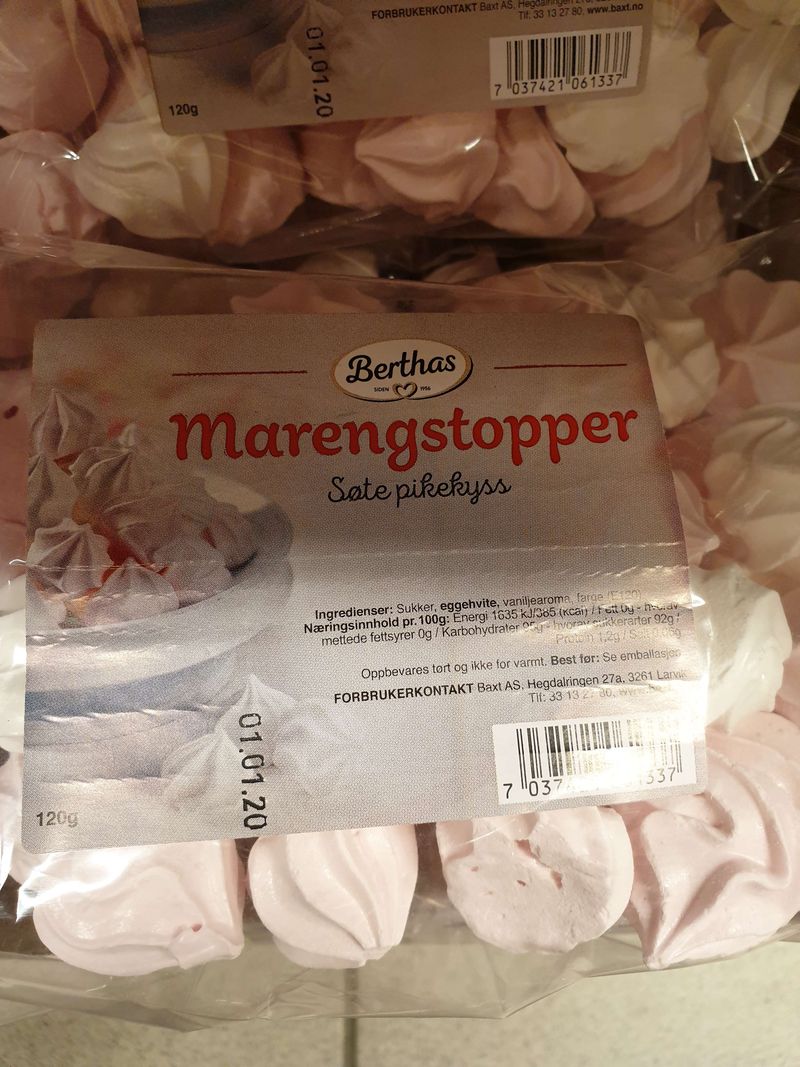 FORBRUKERKONTAKT Baxt AS, Hegdalringen
Tlf: 33 13 27 80, www.baxt.no
01.01.20
7 037421 061337
120g
Berthas
SIDEN 1956
Marengstopper
Søte pikekyss
Ingredienser: Sukker, eggehvite, vaniljearoma, farge (E120)
Næringsinnhold pr.100g: Energi 1635 kJ/385 (kcal) / Fett 0g - hvorav
mettede fettsyrer 0g / Karbohydrater - hvorav sukkerarter 92g /
Protein 1,2g / Salt 0,06g
Oppbevares tørt og ikke for varmt. Best før: Se emballasjen
FORBRUKERKONTAKT Baxt AS, Hegdalringen 27a, 3261 Larvik
Tlf: 33 13
01.01.20
7 037 337
120g